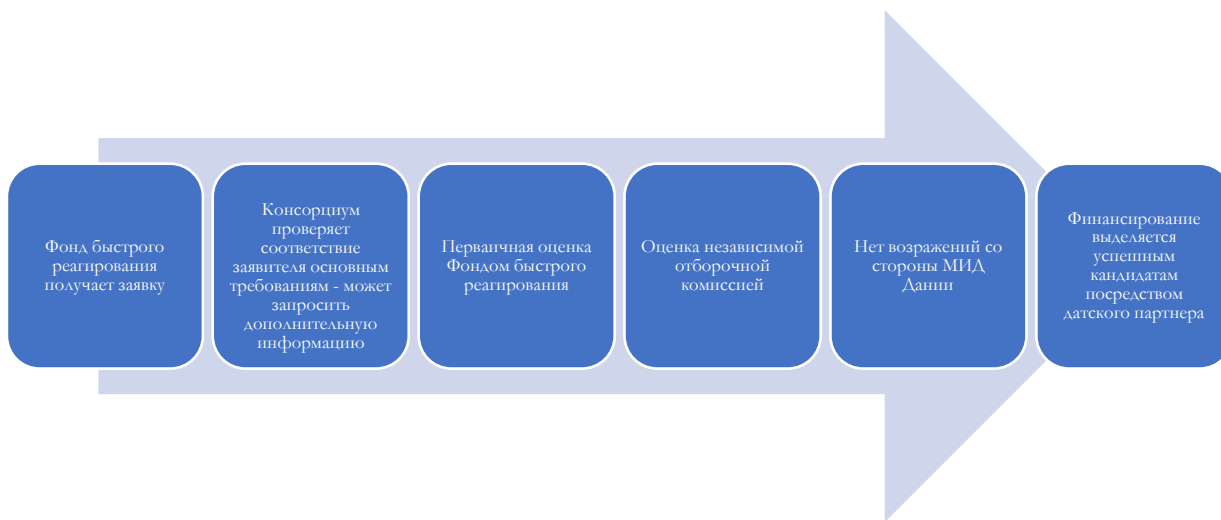 Фонд быстрого
реагирования
получает заявку
Консорциум
проверяет
соответствие
заявителя основным
требованиям - может
запросить
дополнительную
информацию
Перваичная оценка
Фондом быстрого
реагирования
Оценка независимой
отборочной
комиссией
Нет возражений со
стороны МИД
Дании
Финансирование
выделяется
успешным
кандидатам
посредством
датского партнера